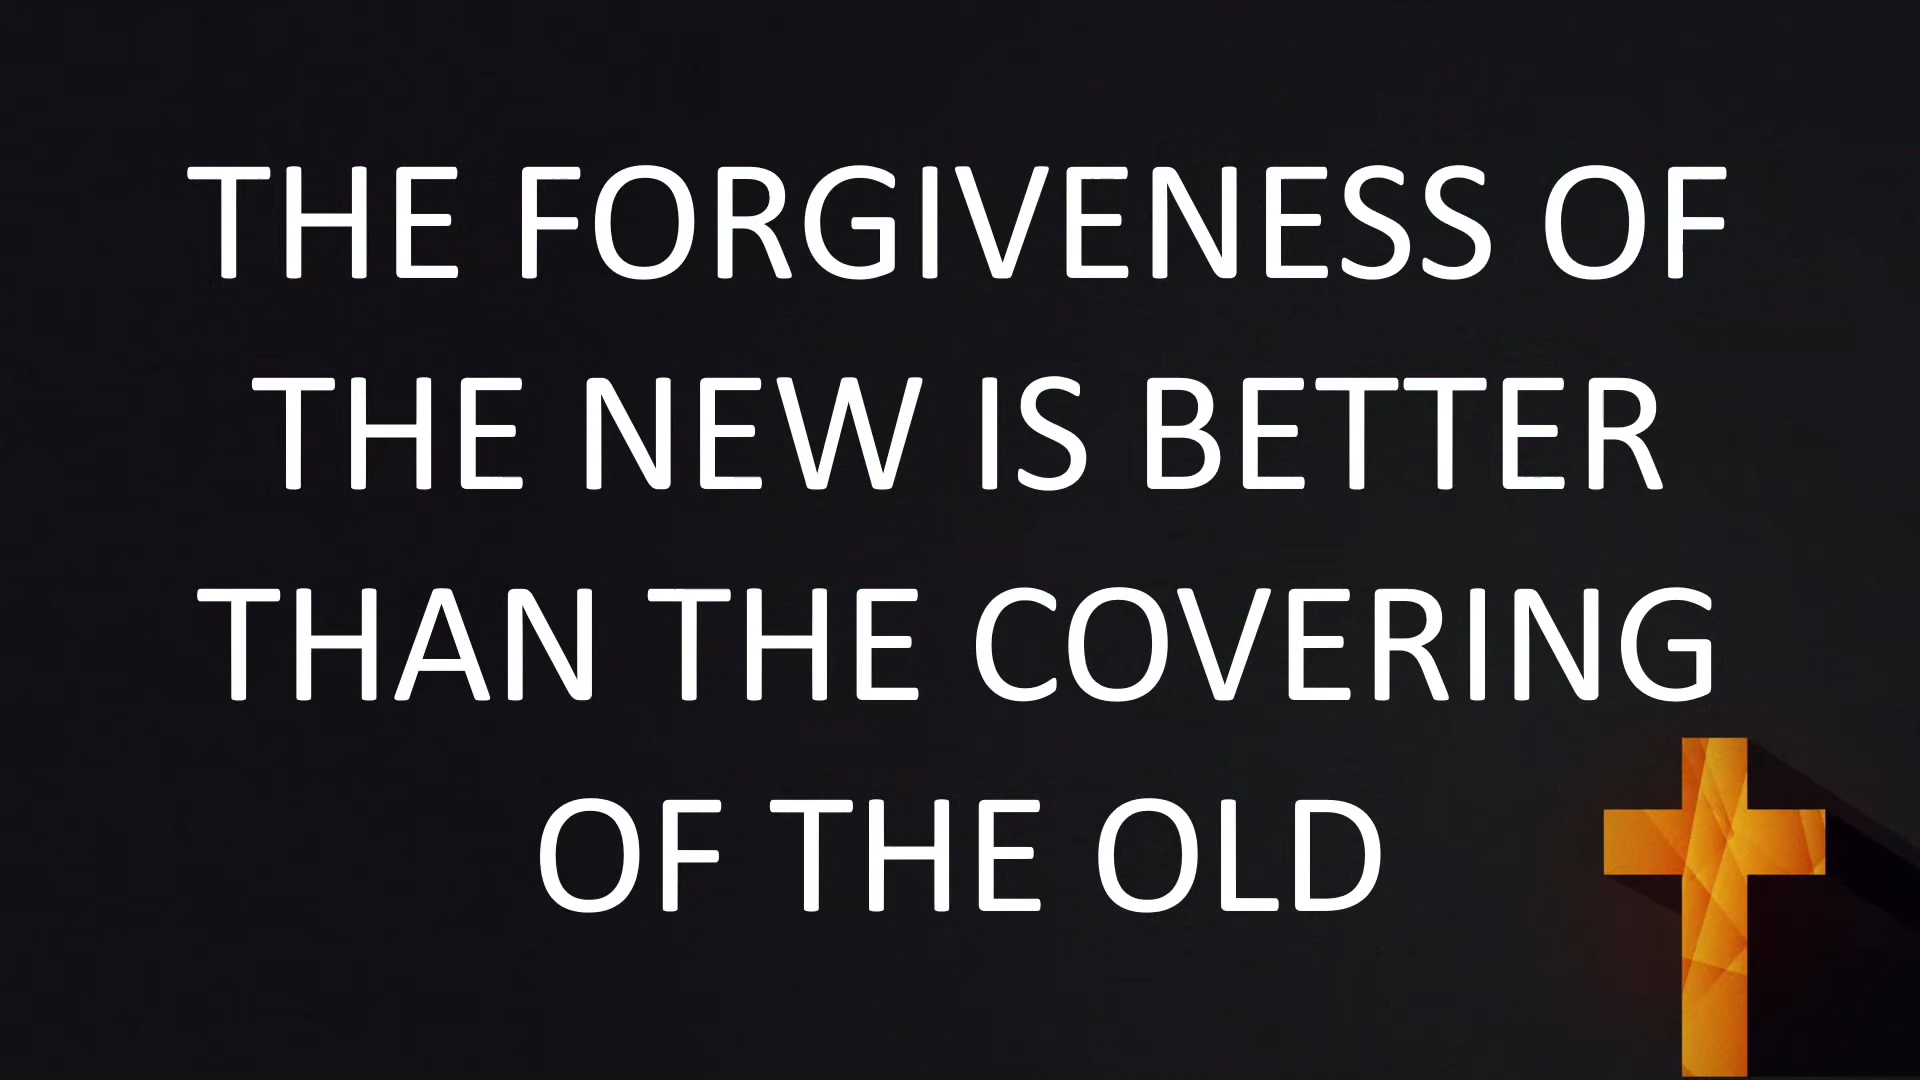 THE FORGIVENESS OF
THE NEW IS BETTER
THAN THE COVERING
OF THE OLD